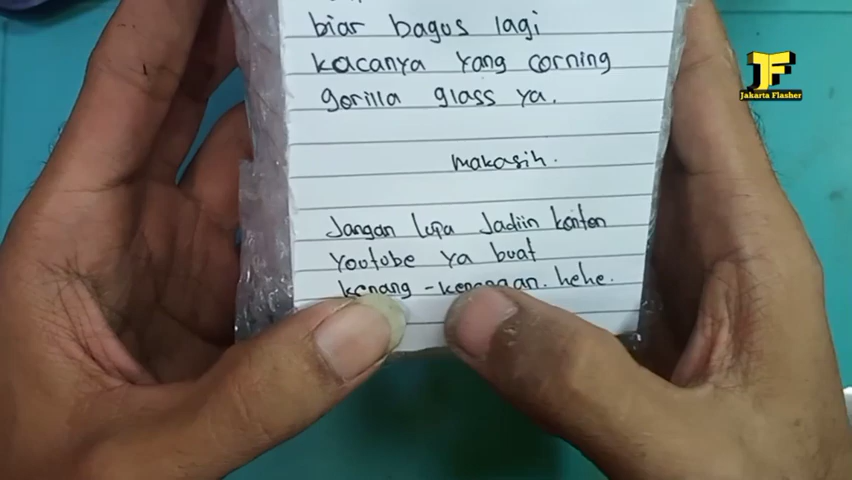 biar bagus lagi
kacanya yang corning
gorilla glass ya.
makasih.
Jangan lupa Jadiin konten
Youtube ya buat
kenang-kenangan. hehe.
JF
Jakarta Flasher